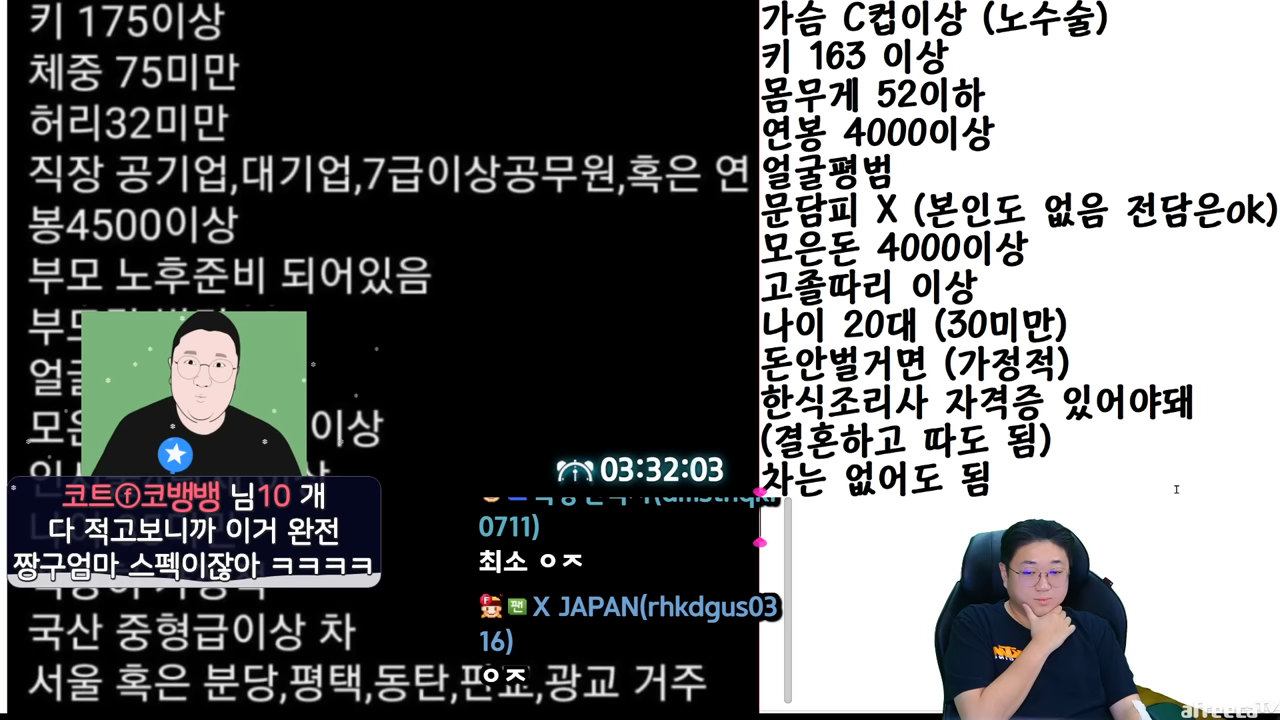 키 175이상
체중 75미만
허리32미만
직장 공기업,대기업,7급이상공무원,혹은 연
봉4500이상
부모 노후준비 되어있음
이상
국산 중형급이상 차
서울 혹은 분당,평택,동탄,판교,광교 거주
코트ⓕ코뱅뱅 님10 개
다 적고보니까 이거 완전
짱구엄마 스펙이잖아 ㅋㅋㅋㅋ
03:32:03
0711)
최소 ㅇㅈ
팬 X JAPAN(rhkdgus03
16)
ㅇㅈ
가슴 C컵이상 (노수술)
키 163 이상
몸무게 52이하
연봉 4000이상
얼굴평범
문담피 X (본인도 없음 전담은ok)
모은돈 4000이상
고졸따리 이상
나이 20대 (30미만)
돈안벌거면 (가정적)
한식조리사 자격증 있어야돼
(결혼하고 따도 됨)
차는 없어도 됨
afreecaTV